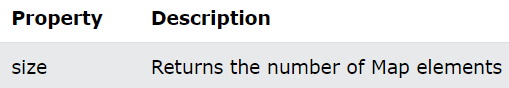 Property Description
size Returns the number of Map elements